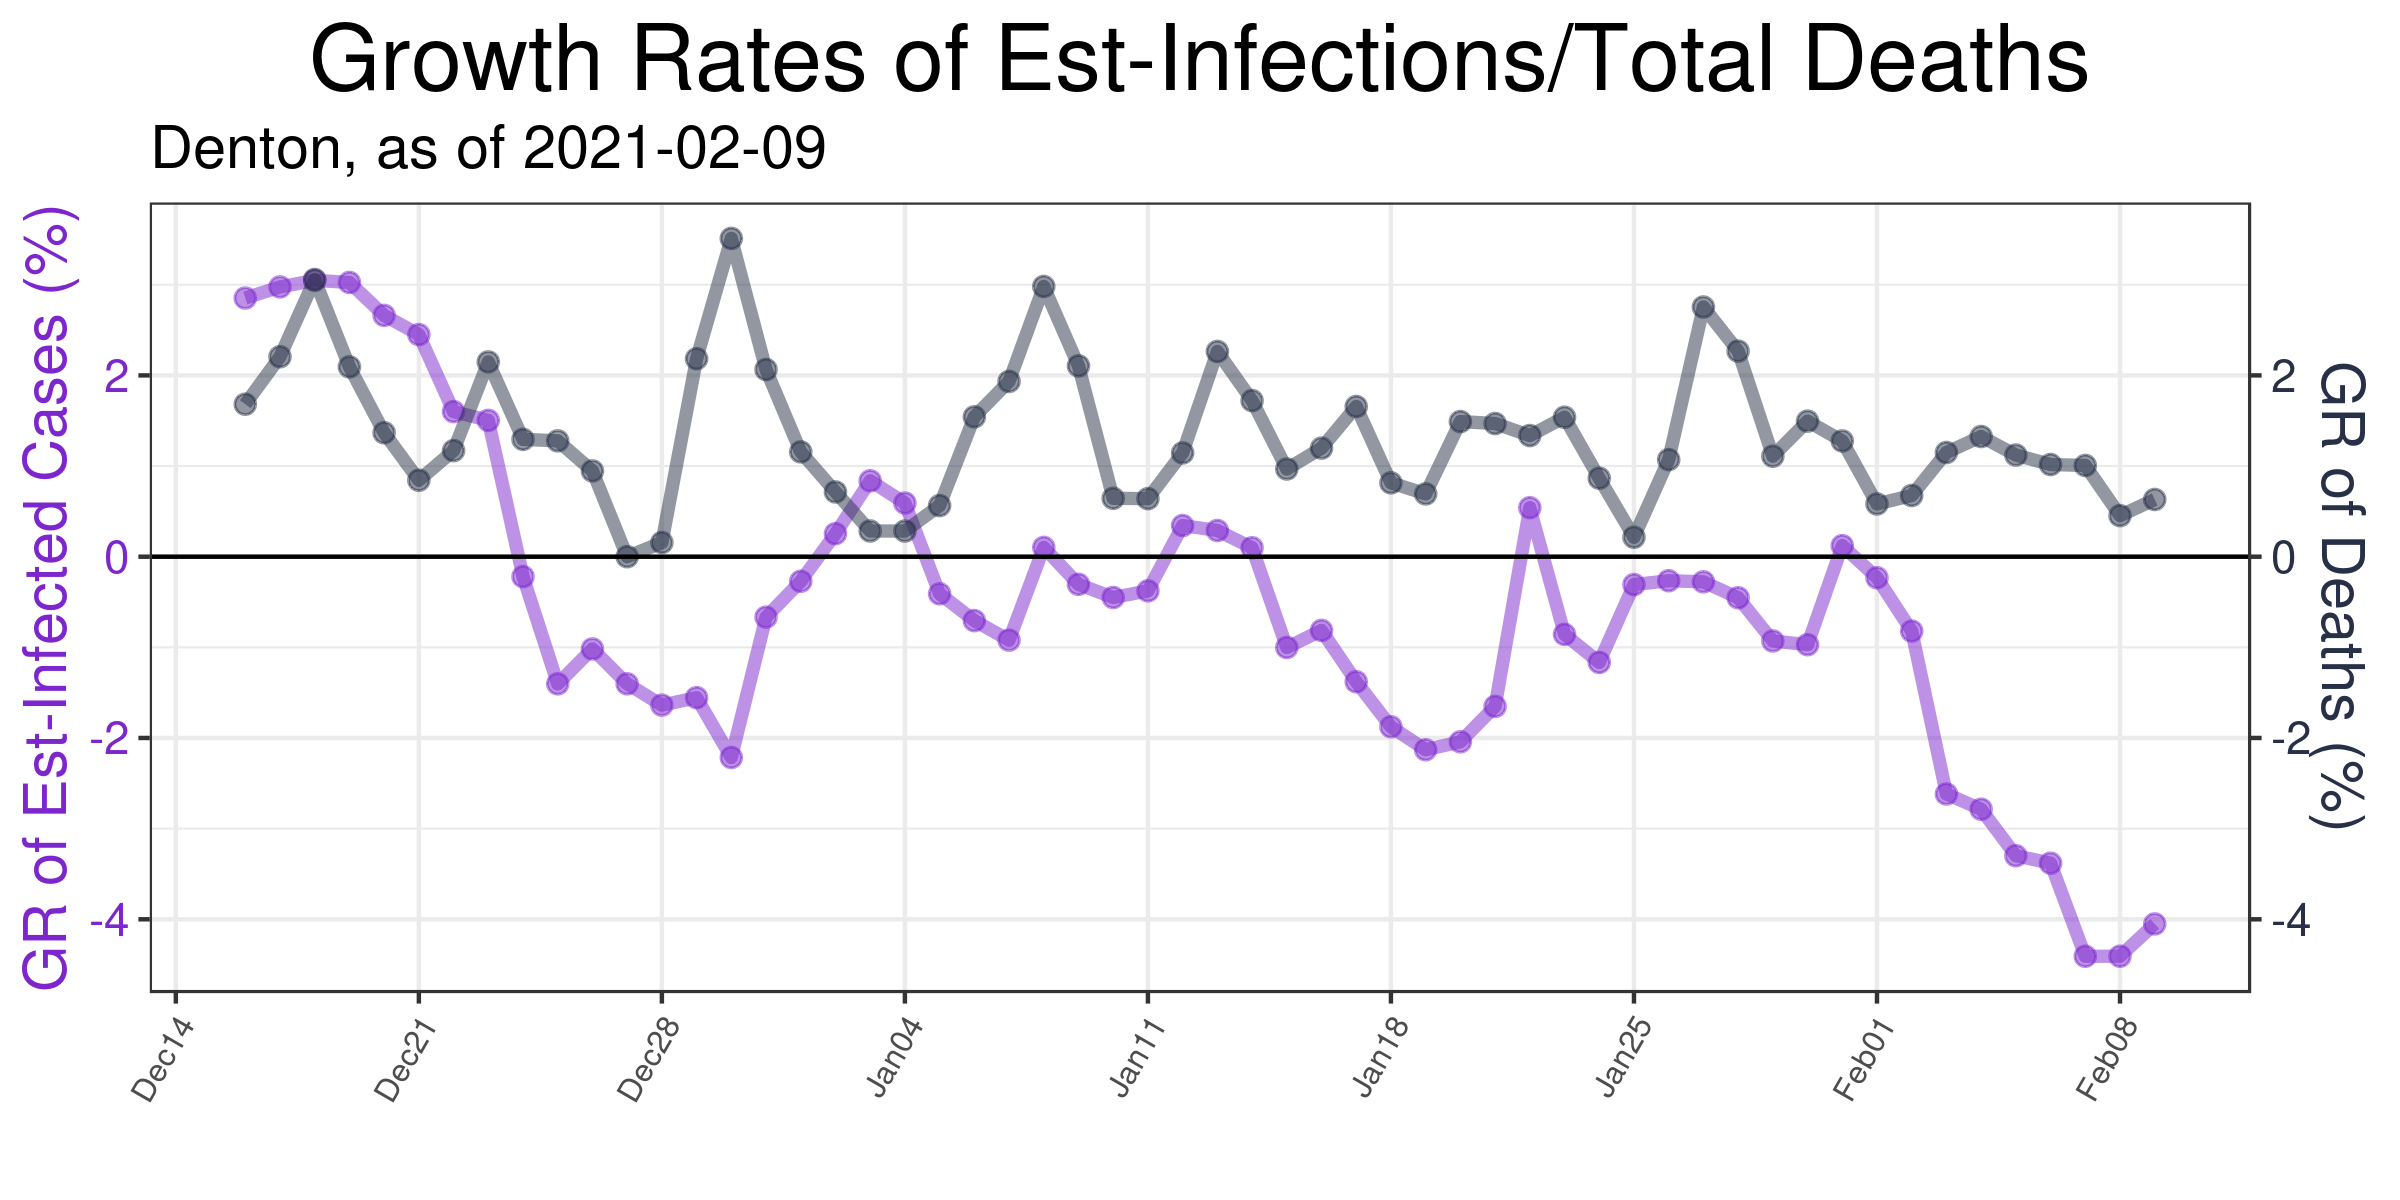 Growth Rates of Est-Infections/Total Deaths
Denton, as of 2021-02-09
GR of Est-Infected Cases (%)
2
0
-2
-4
2
0
-2
-4
GR of Deaths (%)
Dec14
Dec21
Dec28
Jan04
Jan11
Jan18
Jan25
Feb01
Feb08